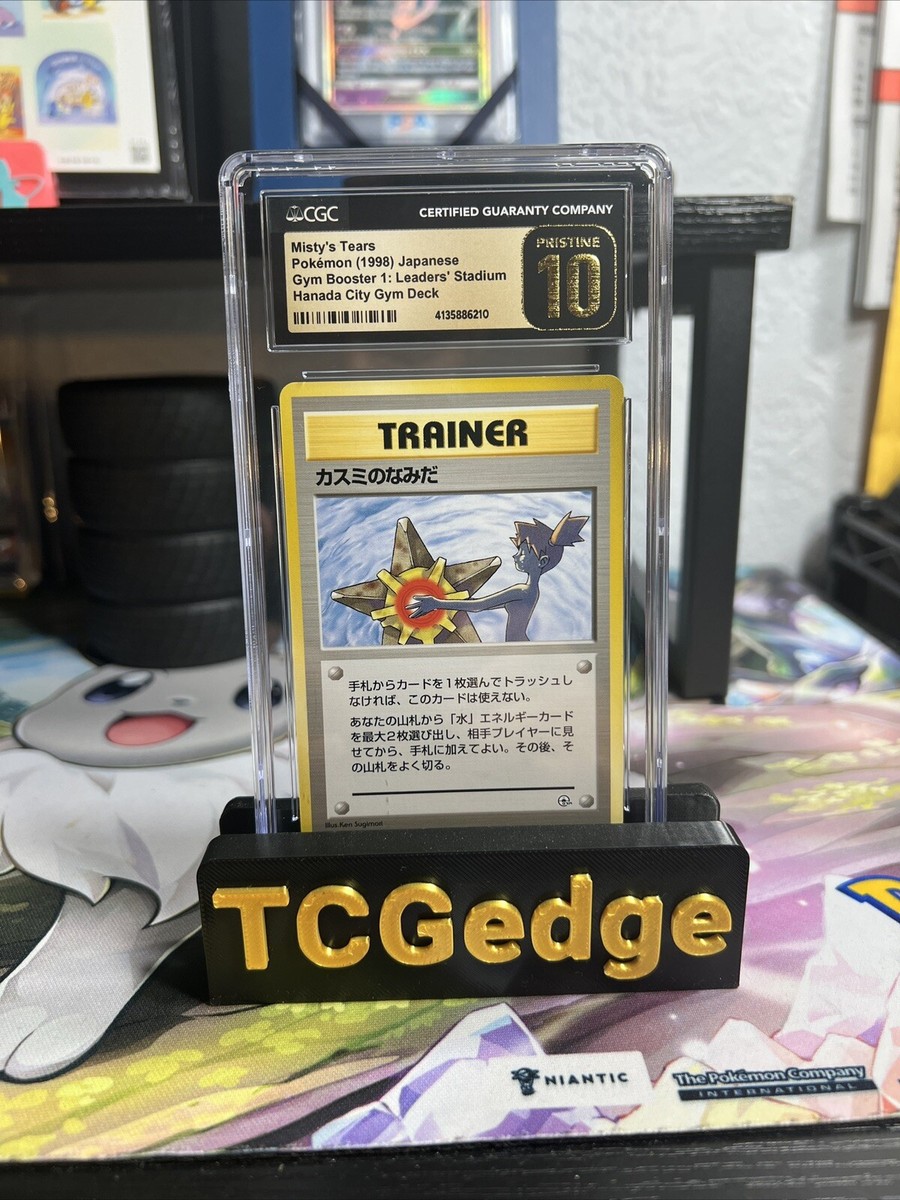 CGC
CERTIFIED GUARANTY COMPANY
Misty's Tears
Pokémon (1998) Japanese
Gym Booster 1: Leaders' Stadium
Hanada City Gym Deck
4135886210
PRISTINE
10
TRAINER
カスミのなみだ
手札からカードを1枚選んでトラッシュし
なければ、このカードは使えない。
あなたの山札から「水」エネルギーカード
を最大2枚選び出し、相手プレイヤーに見
せてから、手札に加えてよい。その後、そ
の山札をよく切る。
Illus. Ken Sugimori
TCGedge
NIANTIC
The Pokémon Company
INTERNATIONAL